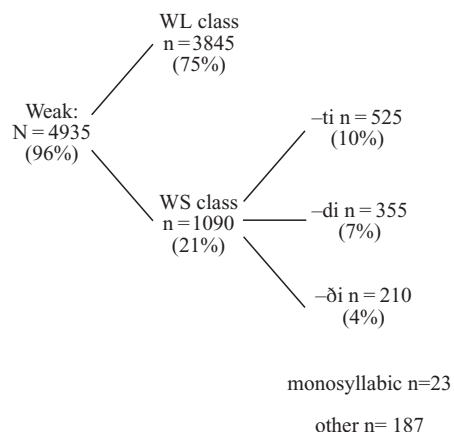 WL class
n = 3845
(75%)
Weak:
N = 4935
(96%)
WS class
n = 1090
(21%)
–ti n = 525
(10%)
–di n = 355
(7%)
–ði n = 210
(4%)
monosyllabic n=23
other n= 187